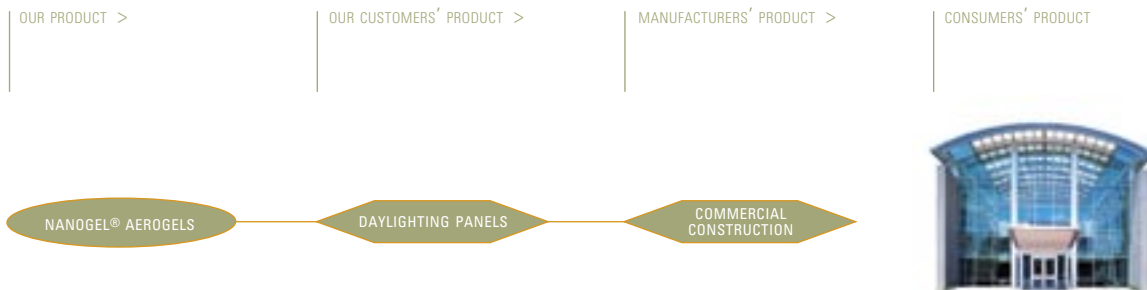 OUR PRODUCT >
OUR CUSTOMERS' PRODUCT >
MANUFACTURERS' PRODUCT >
CONSUMERS' PRODUCT
NANOGEL® AEROGELS
DAYLIGHTING PANELS
COMMERCIAL
CONSTRUCTION